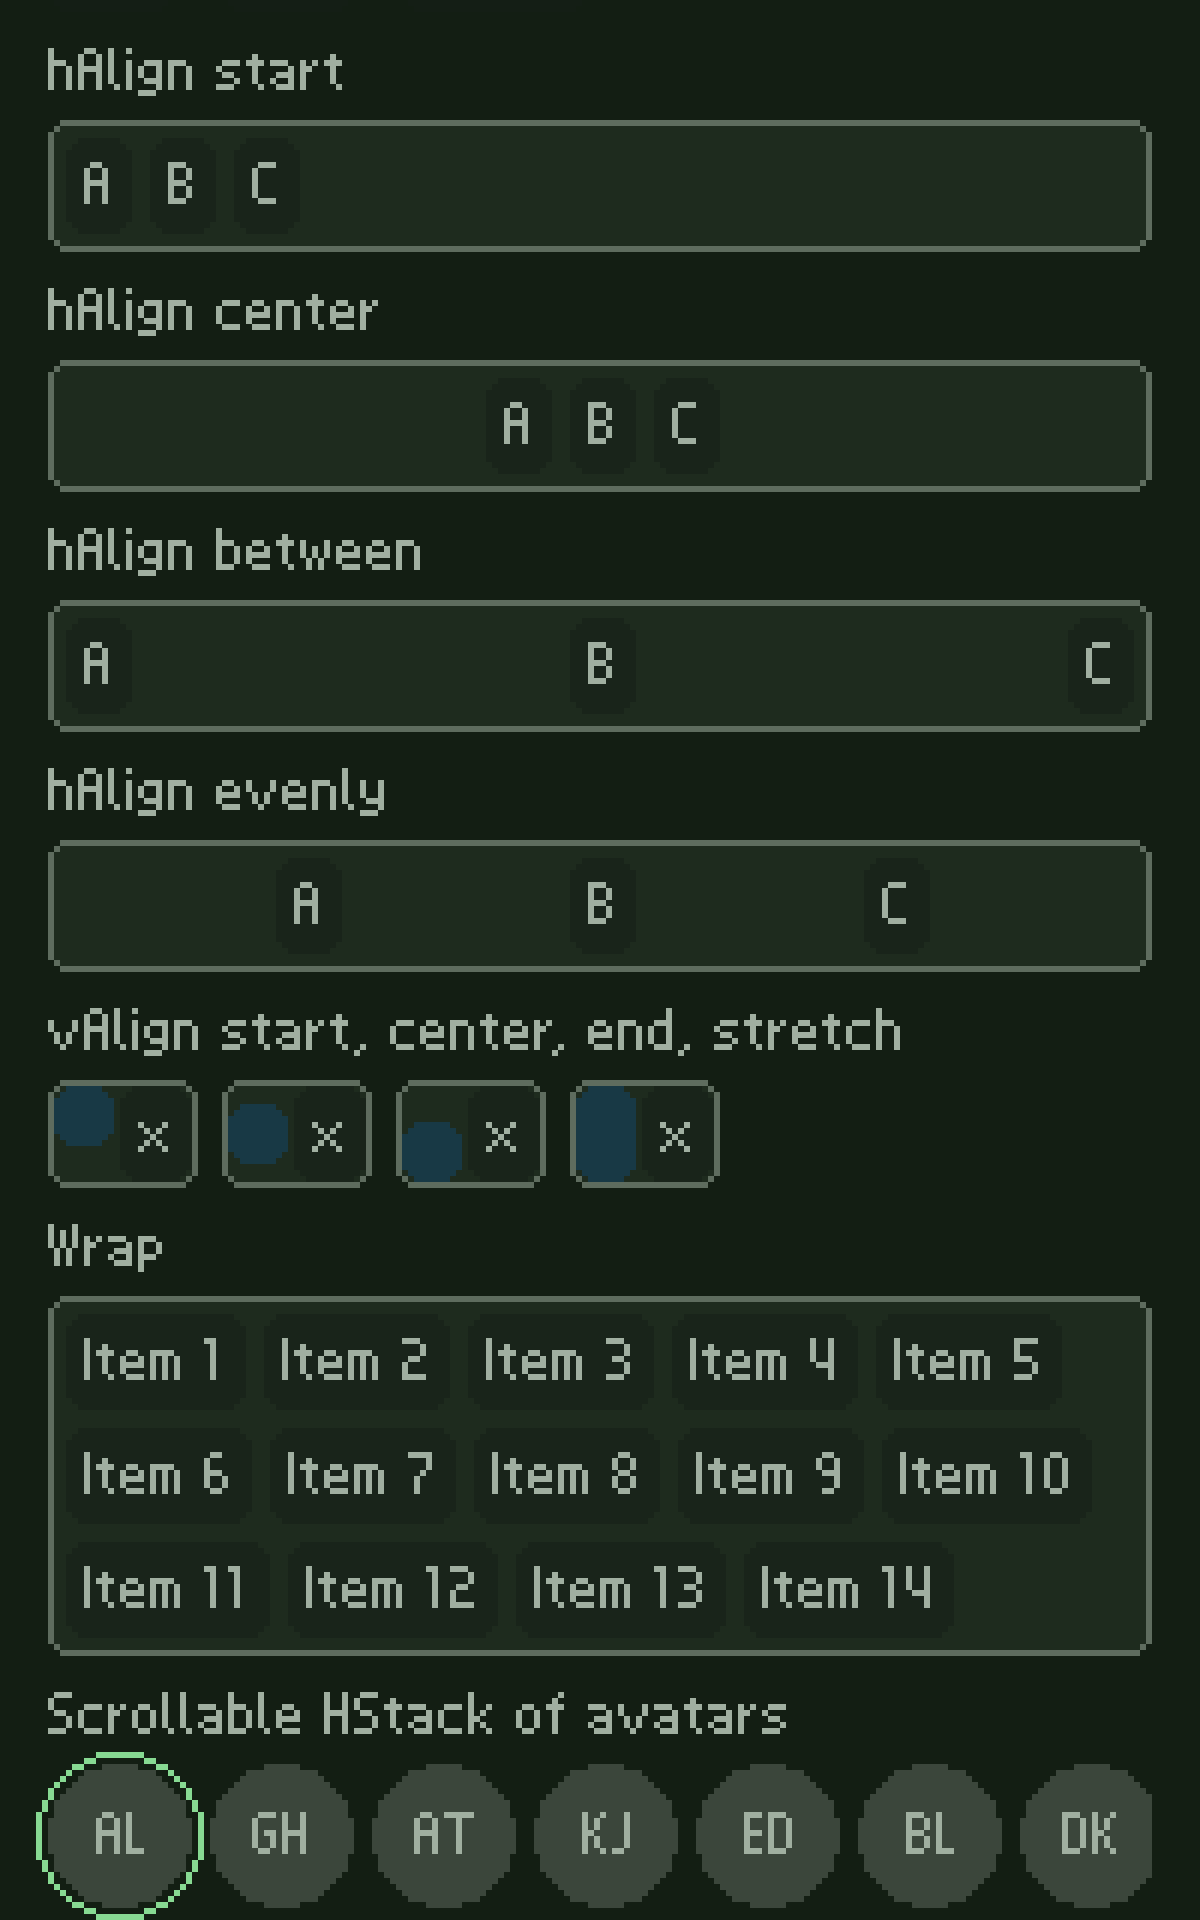 hAlign start
A B C
hAlign center
A B C
hAlign between
A B C
hAlign evenly
A B C
vAlign start, center, end, stretch
x x x x
Wrap
Item 1 Item 2 Item 3 Item 4 Item 5
Item 6 Item 7 Item 8 Item 9 Item 10
Item 11 Item 12 Item 13 Item 14
Scrollable HStack of avatars
AL GH AT KJ ED BL DK